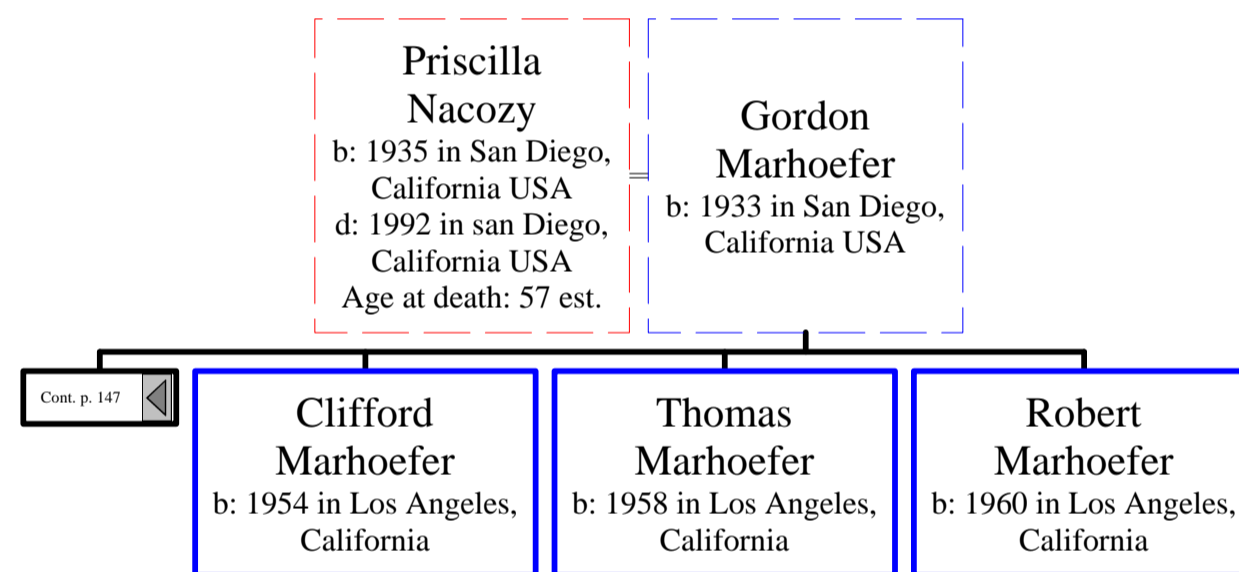 Priscilla
Nacozy
b: 1935 in San Diego,
California USA
d: 1992 in san Diego,
California USA
Age at death: 57 est.
Gordon
Marhoefer
b: 1933 in San Diego,
California USA
Cont. p. 147
Clifford
Marhoefer
b: 1954 in Los Angeles,
California
Thomas
Marhoefer
b: 1958 in Los Angeles,
California
Robert
Marhoefer
b: 1960 in Los Angeles,
California